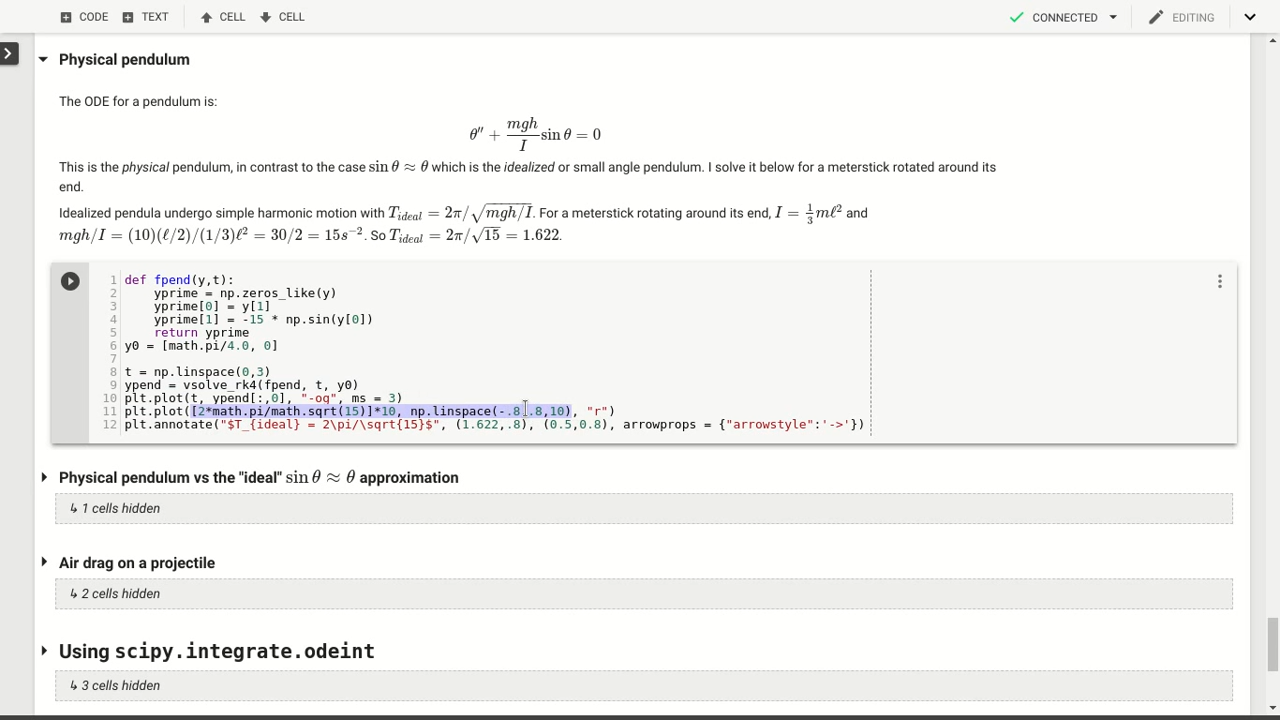 CODE TEXT CELL CELL CONNECTED EDITING
Physical pendulum
The ODE for a pendulum is:
θ″ + mgh/I sin θ = 0
This is the physical pendulum, in contrast to the case sin θ ≈ θ which is the idealized or small angle pendulum. I solve it below for a meterstick rotated around its
end.
Idealized pendula undergo simple harmonic motion with T_ideal = 2π/√(mgh/I). For a meterstick rotating around its end, I = 1/3 mℓ² and
mgh/I = (10)(ℓ/2)/(1/3)ℓ² = 30/2 = 15s⁻². So T_ideal = 2π/√15 = 1.622.
1 def fpend(y,t):
2     yprime = np.zeros_like(y)
3     yprime[0] = y[1]
4     yprime[1] = -15 * np.sin(y[0])
5     return yprime
6 y0 = [math.pi/4.0, 0]
7
8 t = np.linspace(0,3)
9 ypend = vsolve_rk4(fpend, t, y0)
10 plt.plot(t, ypend[:,0], "-og", ms = 3)
11 plt.plot([2*math.pi/math.sqrt(15)]*10, np.linspace(-.8,.8,10), "r")
12 plt.annotate("$T_{ideal} = 2\pi/\sqrt{15}$", (1.622,.8), (0.5,0.8), arrowprops = {"arrowstyle":'->'})
Physical pendulum vs the "ideal" sin θ ≈ θ approximation
↳ 1 cells hidden
Air drag on a projectile
↳ 2 cells hidden
Using scipy.integrate.odeint
↳ 3 cells hidden